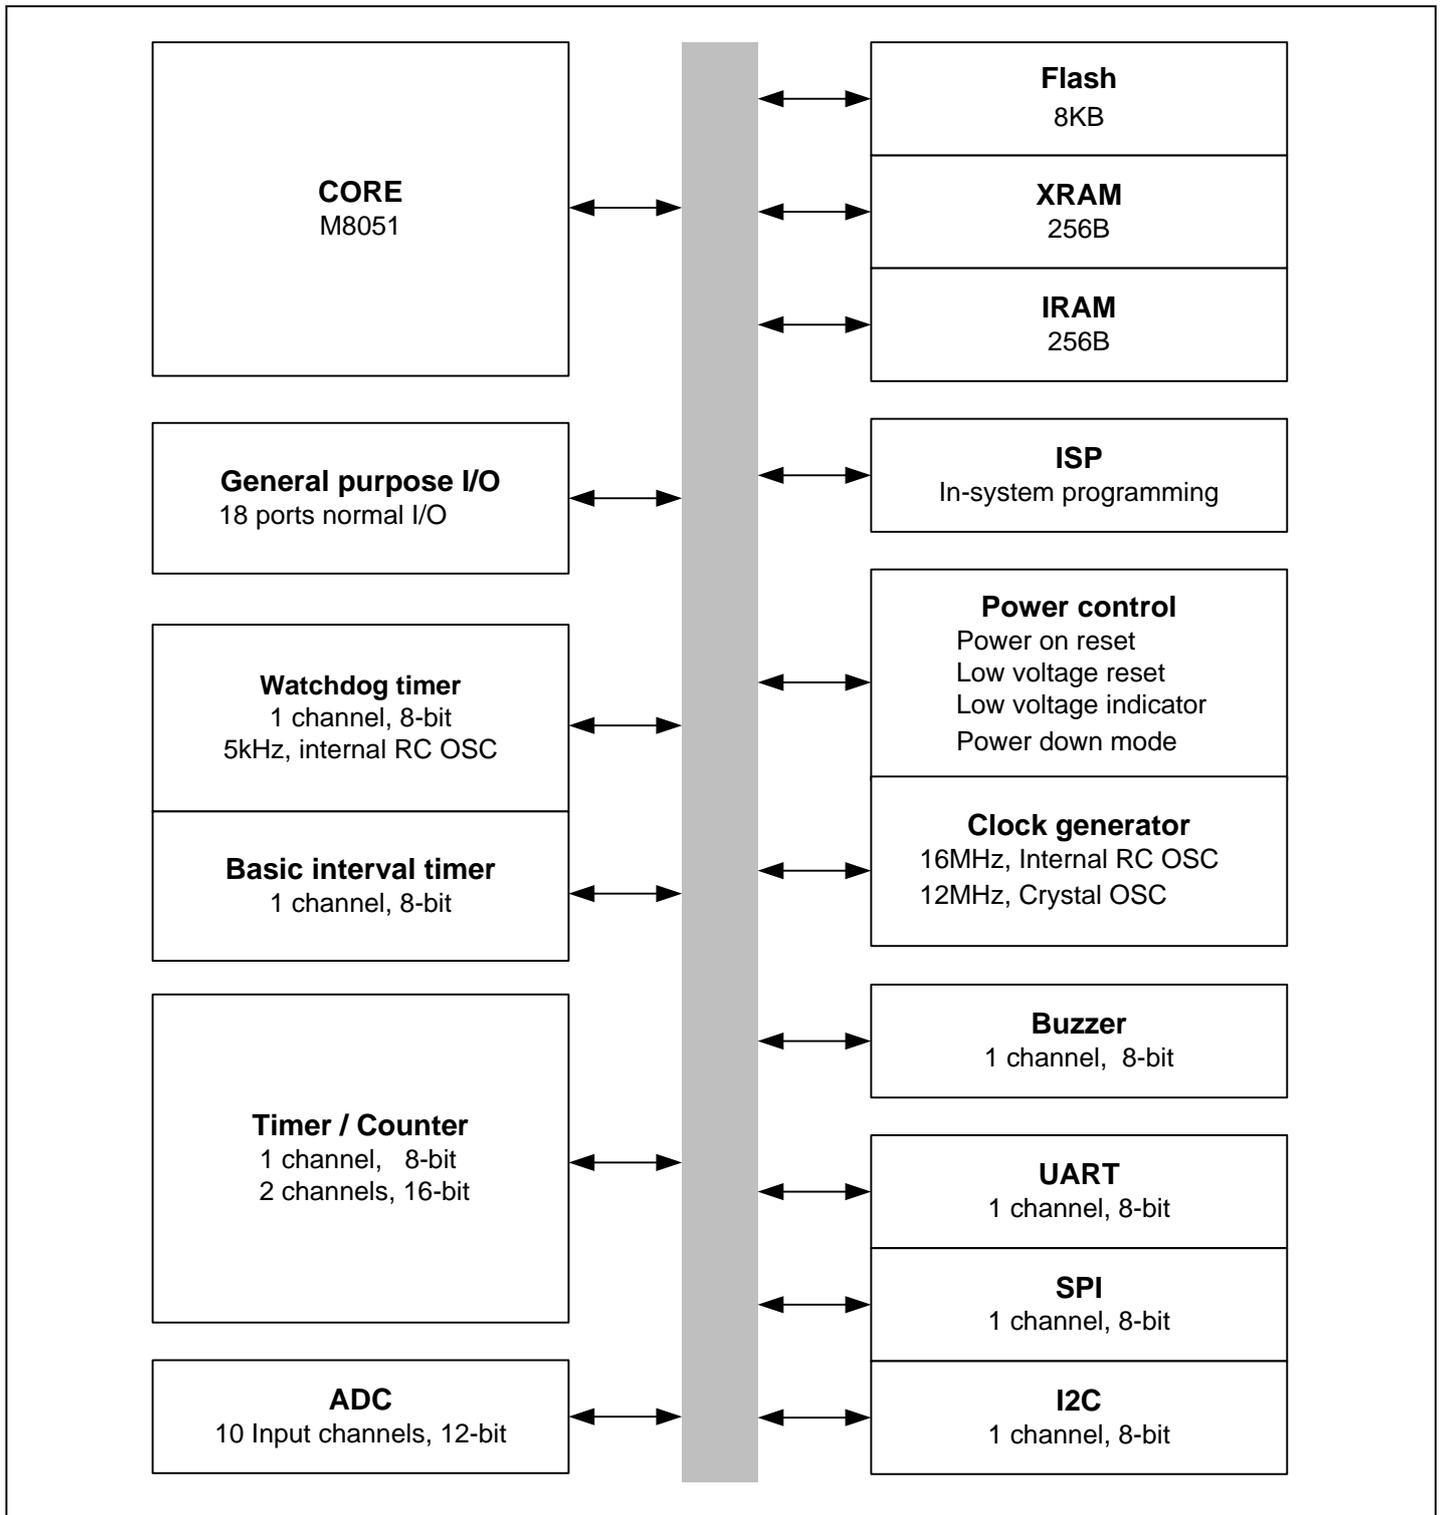 CORE
M8051
General purpose I/O
18 ports normal I/O
Watchdog timer
1 channel, 8-bit
5kHz, internal RC OSC
Basic interval timer
1 channel, 8-bit
Timer / Counter
1 channel, 8-bit
2 channels, 16-bit
ADC
10 Input channels, 12-bit
Flash
8KB
XRAM
256B
IRAM
256B
ISP
In-system programming
Power control
Power on reset
Low voltage reset
Low voltage indicator
Power down mode
Clock generator
16MHz, Internal RC OSC
12MHz, Crystal OSC
Buzzer
1 channel, 8-bit
UART
1 channel, 8-bit
SPI
1 channel, 8-bit
I2C
1 channel, 8-bit